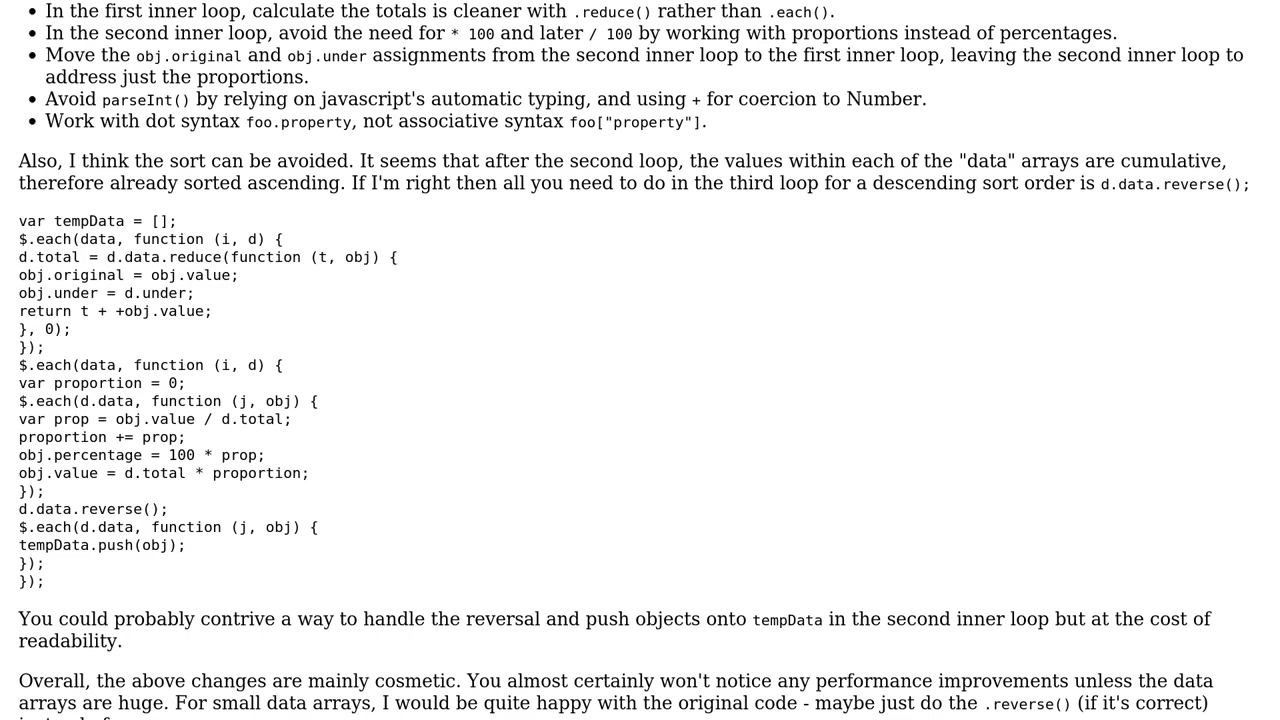 In the first inner loop, calculate the totals is cleaner with .reduce() rather than .each().
In the second inner loop, avoid the need for * 100 and later / 100 by working with proportions instead of percentages.
Move the obj.original and obj.under assignments from the second inner loop to the first inner loop, leaving the second inner loop to
address just the proportions.
Avoid parseInt() by relying on javascript's automatic typing, and using + for coercion to Number.
Work with dot syntax foo.property, not associative syntax foo["property"].
Also, I think the sort can be avoided. It seems that after the second loop, the values within each of the "data" arrays are cumulative,
therefore already sorted ascending. If I'm right then all you need to do in the third loop for a descending sort order is d.data.reverse();
var tempData = [];
$.each(data, function (i, d) {
d.total = d.data.reduce(function (t, obj) {
obj.original = obj.value;
obj.under = d.under;
return t + +obj.value;
}, 0);
});
$.each(data, function (i, d) {
var proportion = 0;
$.each(d.data, function (j, obj) {
var prop = obj.value / d.total;
proportion += prop;
obj.percentage = 100 * prop;
obj.value = d.total * proportion;
});
d.data.reverse();
$.each(d.data, function (j, obj) {
tempData.push(obj);
});
});
You could probably contrive a way to handle the reversal and push objects onto tempData in the second inner loop but at the cost of
readability.
Overall, the above changes are mainly cosmetic. You almost certainly won't notice any performance improvements unless the data
arrays are huge. For small data arrays, I would be quite happy with the original code - maybe just do the .reverse() (if it's correct)